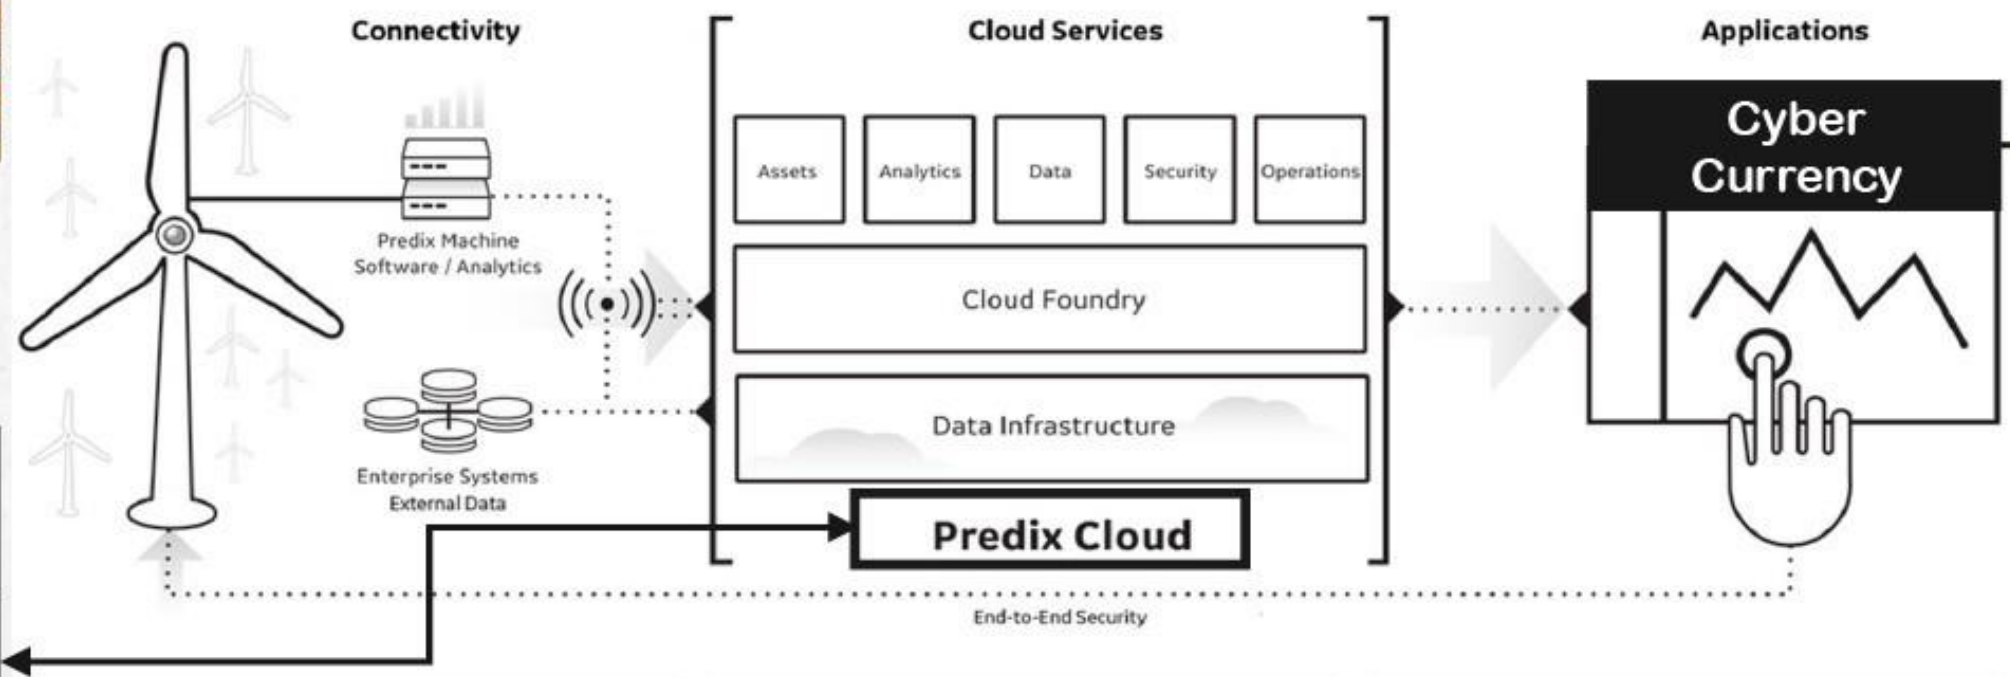 Connectivity
Cloud Services
Applications
Predix Machine
Software / Analytics
Enterprise Systems
External Data
Assets
Analytics
Data
Security
Operations
Cloud Foundry
Data Infrastructure
Predix Cloud
Cyber
Currency
End-to-End Security